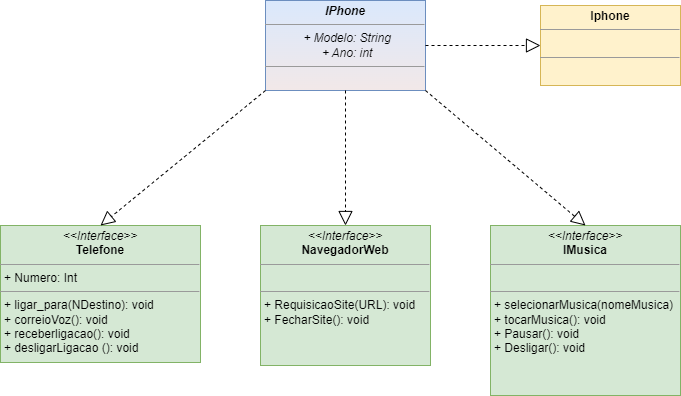 IPhone
+ Modelo: String
+ Ano: int
Iphone
<<Interface>>
Telefone
+ Numero: Int
+ ligar_para(NDestino): void
+ correioVoz(): void
+ receberligacao(): void
+ desligarLigacao (): void
<<Interface>>
NavegadorWeb
+ RequisicaoSite(URL): void
+ FecharSite(): void
<<Interface>>
IMusica
+ selecionarMusica(nomeMusica)
+ tocarMusica(): void
+ Pausar(): void
+ Desligar(): void